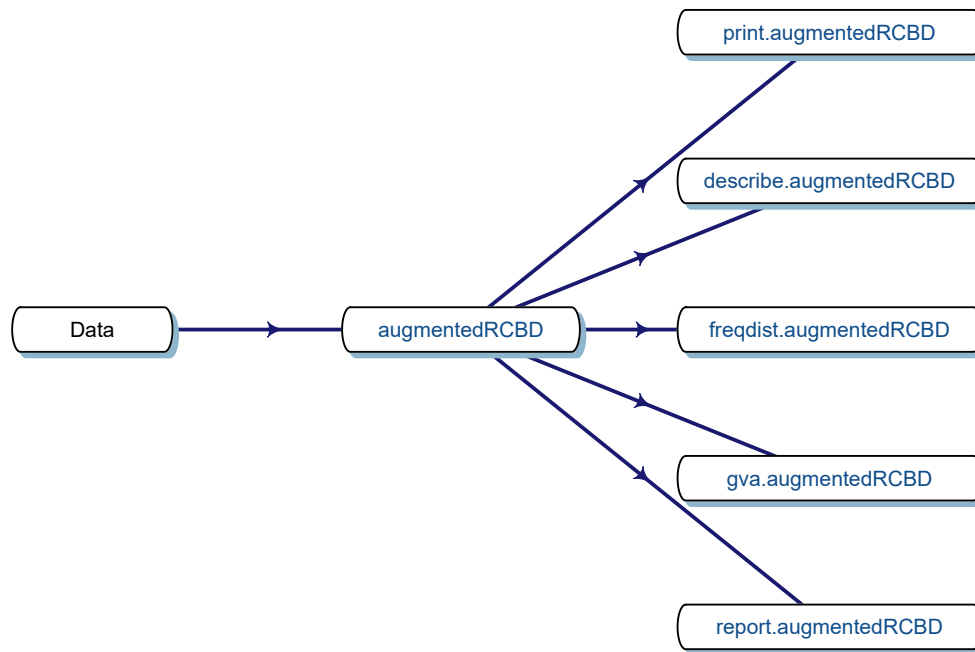 print.augmentedRCBD
describe.augmentedRCBD
Data
augmentedRCBD
freqdist.augmentedRCBD
gva.augmentedRCBD
report.augmentedRCBD